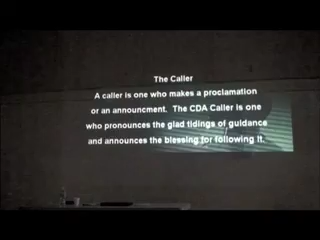 The Caller
A caller is one who makes a proclamation
or an announcment. The CDA Caller is one
who pronounces the glad tidings of guidance
and announces the blessing for following it.